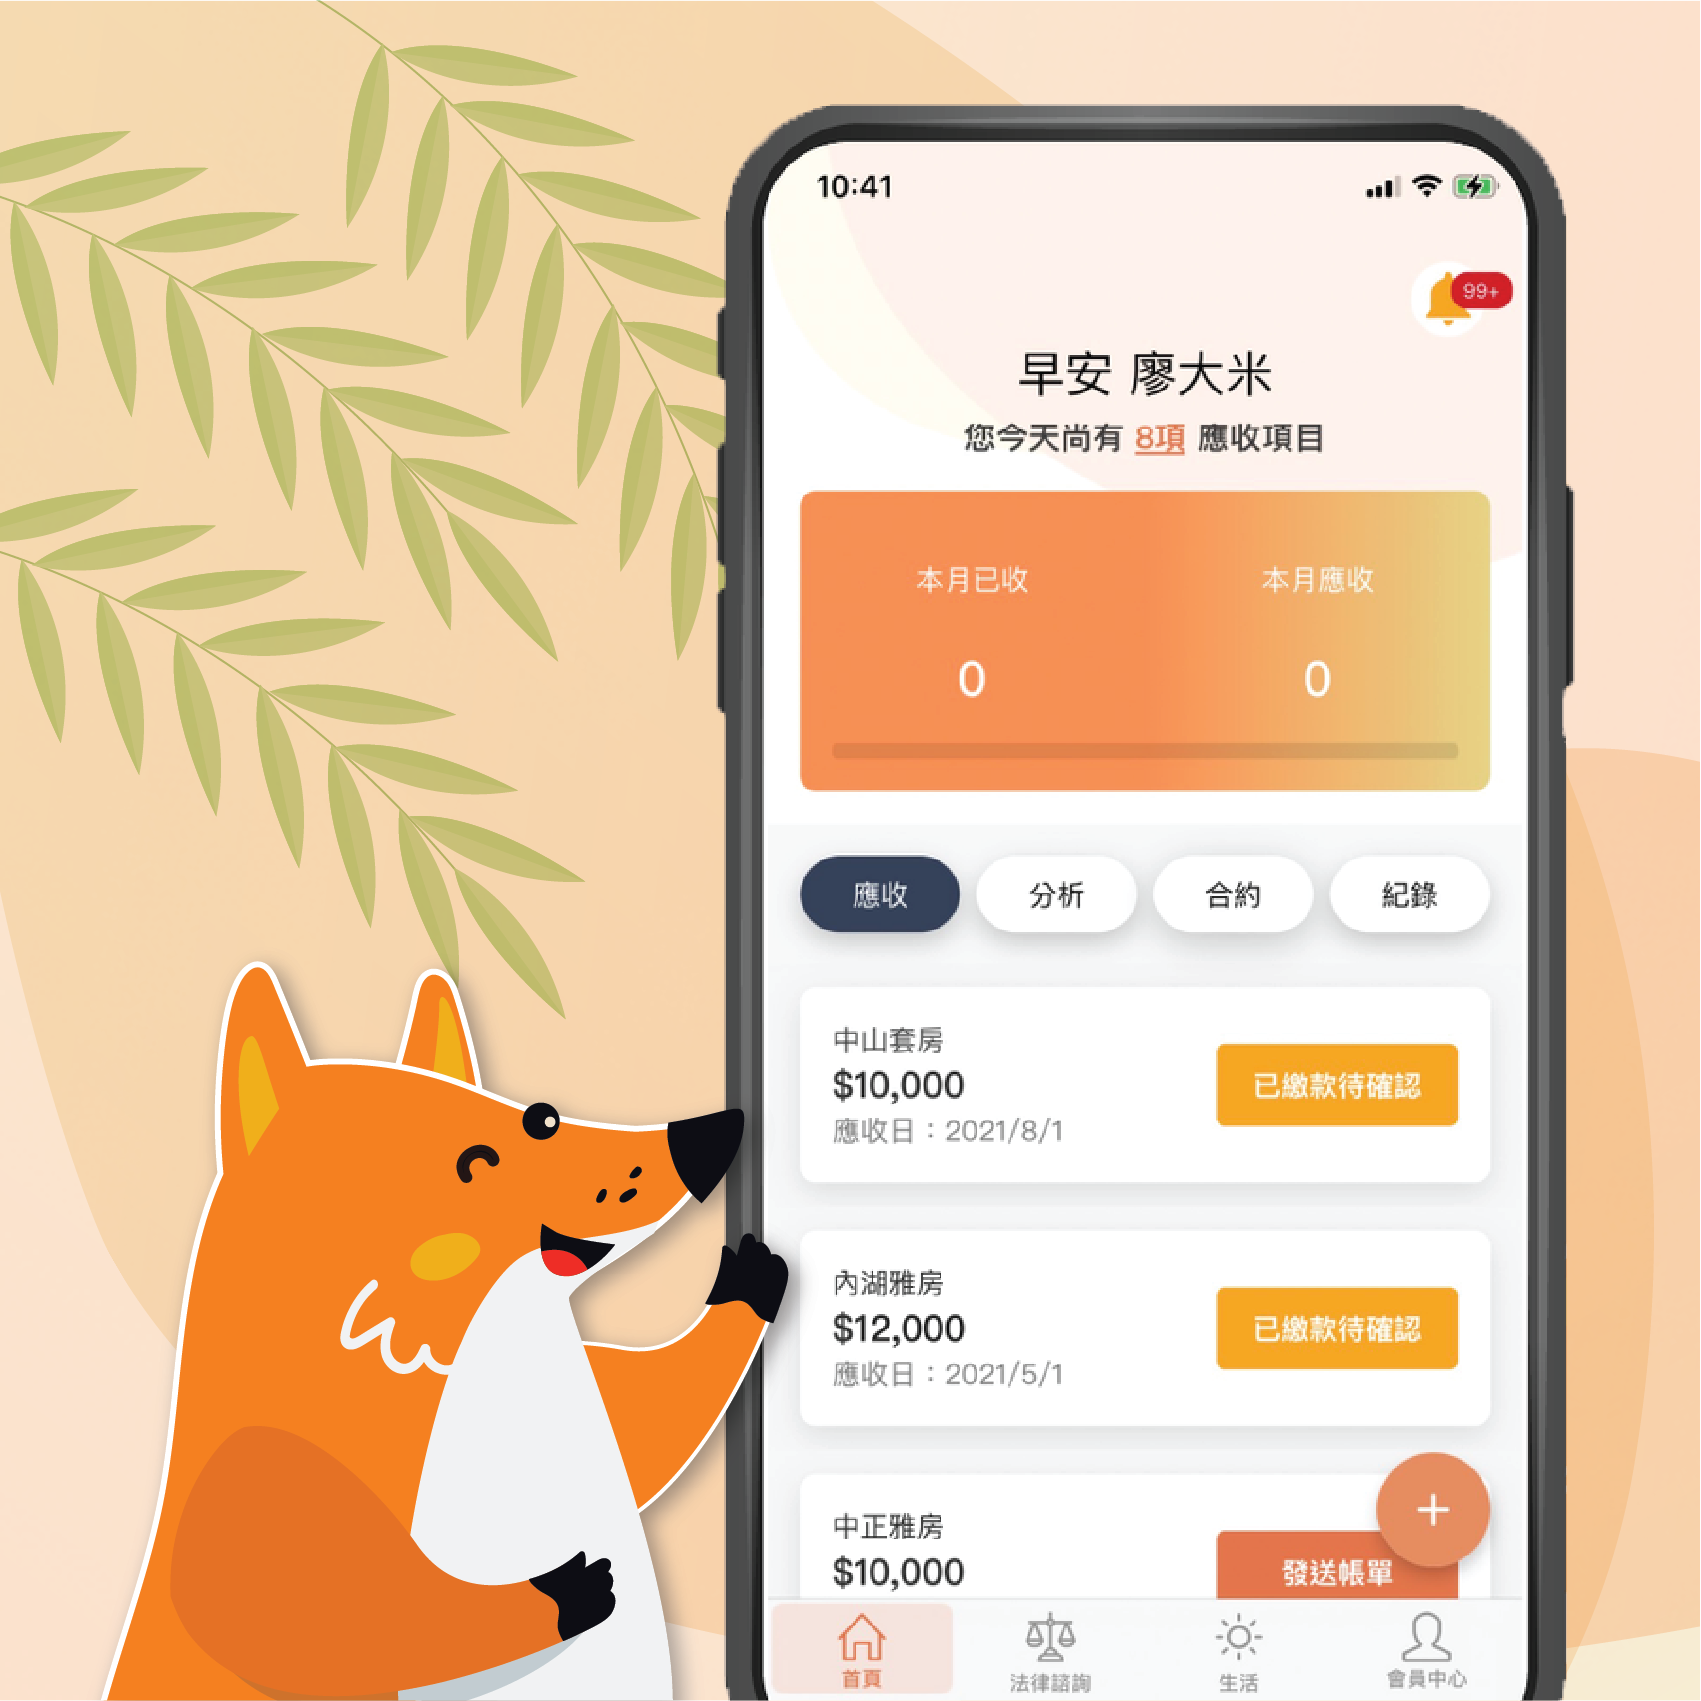 10:41
99+
早安 廖大米
您今天尚有 8項 應收項目
本月已收 本月應收
0 0
應收 分析 合約 紀錄
中山套房
$10,000
應收日：2021/8/1
已繳款待確認
內湖雅房
$12,000
應收日：2021/5/1
已繳款待確認
中正雅房
$10,000
發送帳單
+
首頁 法律諮詢 生活 會員中心